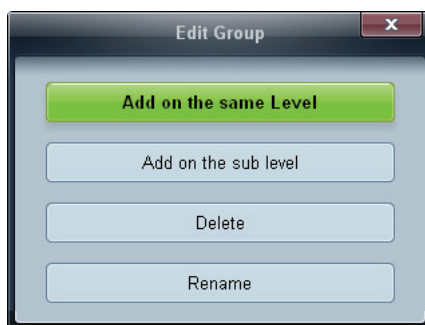 Edit Group
x
Add on the same Level
Add on the sub level
Delete
Rename